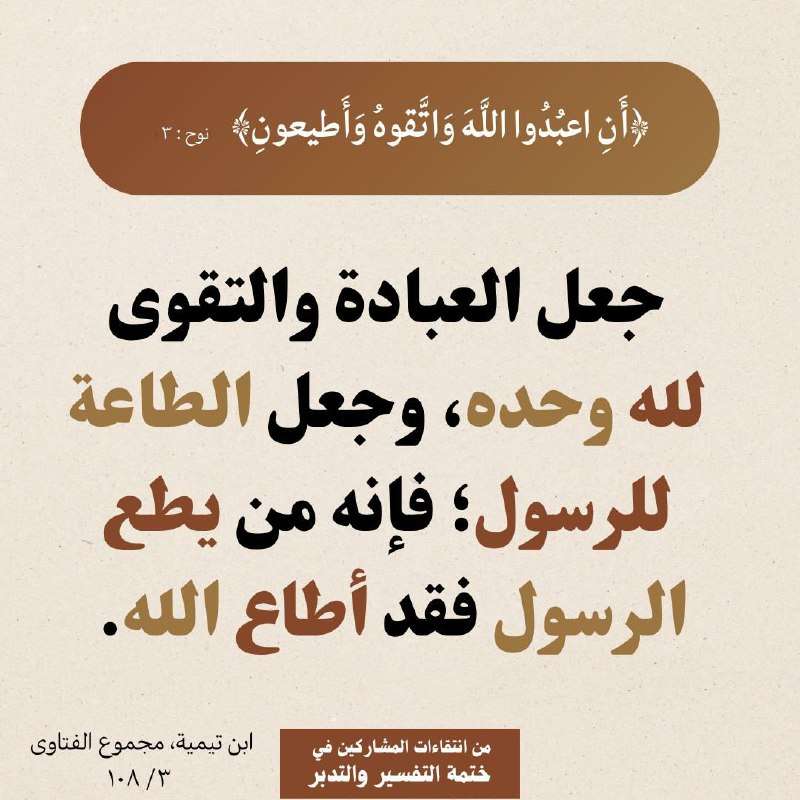 ﴿أَنِ اعبُدُوا اللَّهَ وَاتَّقوهُ وَأَطيعونِ﴾ نوح: ٣
جعل العبادة والتقوى
لله وحده، وجعل الطاعة
للرسول؛ فإنه من يطع
الرسول فقد أطاع الله.
من انتقاءات المشاركين في
ختمة التفسير والتدبر
ابن تيمية، مجموع الفتاوى
٣/ ١٠٨